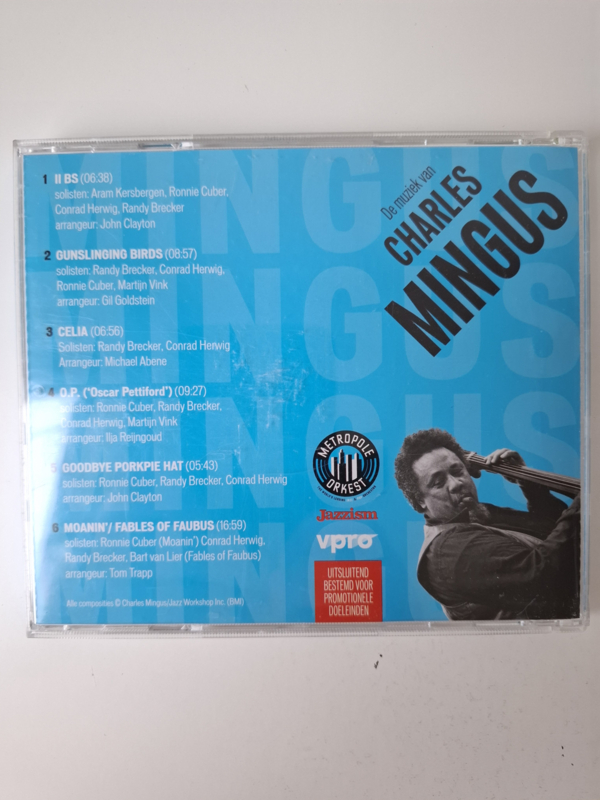 1 II BS (06:38)
solisten: Aram Kersbergen, Ronnie Cuber,
Conrad Herwig, Randy Brecker
arrangeur: John Clayton
2 GUNSLINGING BIRDS (08:57)
solisten: Randy Brecker, Conrad Herwig,
Ronnie Cuber, Martijn Vink
arrangeur: Gil Goldstein
3 CELIA (06:56)
Solisten: Randy Brecker, Conrad Herwig
Arrangeur: Michael Abene
4 O.P. ('Oscar Pettiford') (09:27)
solisten: Ronnie Cuber, Randy Brecker,
Conrad Herwig, Martijn Vink
arrangeur: Ilja Reijngoud
5 GOODBYE PORKPIE HAT (05:43)
solisten: Ronnie Cuber, Randy Brecker, Conrad Herwig
arrangeur: John Clayton
6 MOANIN'/ FABLES OF FAUBUS (16:59)
solisten: Ronnie Cuber (Moanin') Conrad Herwig,
Randy Brecker, Bart van Lier (Fables of Faubus)
arrangeur: Tom Trapp
Alle composities © Charles Mingus/Jazz Workshop Inc. (BMI)
De muziek van
CHARLES
MINGUS
MINGUS
MINGUS
MINGUS
MINGUS
METROPOLE
ORKEST
Jazzism
vpro
UITSLUITEND
BESTEMD VOOR
PROMOTIONELE
DOELEINDEN